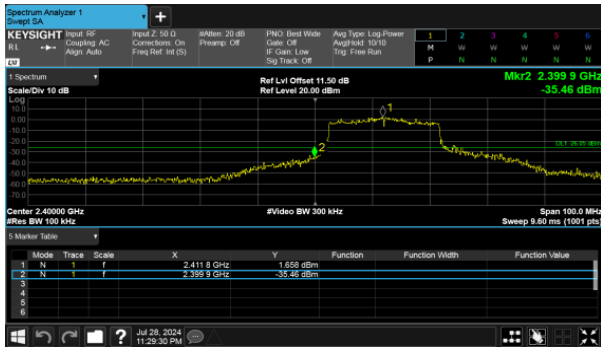 Spectrum Analyzer 1
Swept SA
+
KEYSIGHT Input: RF Input Z: 50 Ω #Atten: 20 dB PNO: Best Wide Avg Type: Log-Power 1 2 3 4 5 6
RL Coupling: AC Corrections: On Preamp: Off Gate: Off Avg|Hold: 10/10 M W W W W W
Align: Auto Freq Ref: Int (S) IF Gain: Low Trig: Free Run P N N N N N
Sig Track: Off
LXI
1 Spectrum Ref Lvl Offset 11.50 dB Mkr2 2.399 9 GHz
Scale/Div 10 dB Ref Level 20.00 dBm -35.46 dBm
Log
10.0
0.00
-10.0
-20.0
-30.0
-40.0
-50.0
-60.0
-70.0
1
2
Center 2.40000 GHz #Video BW 300 kHz Span 100.0 MHz
#Res BW 100 kHz Sweep 9.60 ms (1001 pts)
5 Marker Table
Mode Trace Scale X Y Function Function Width Function Value
1 N 1 f 2.411 8 GHz 1.658 dBm
2 N 1 f 2.399 9 GHz -35.46 dBm
3
4
5
6
? Jul 28, 2024
11:29:30 PM